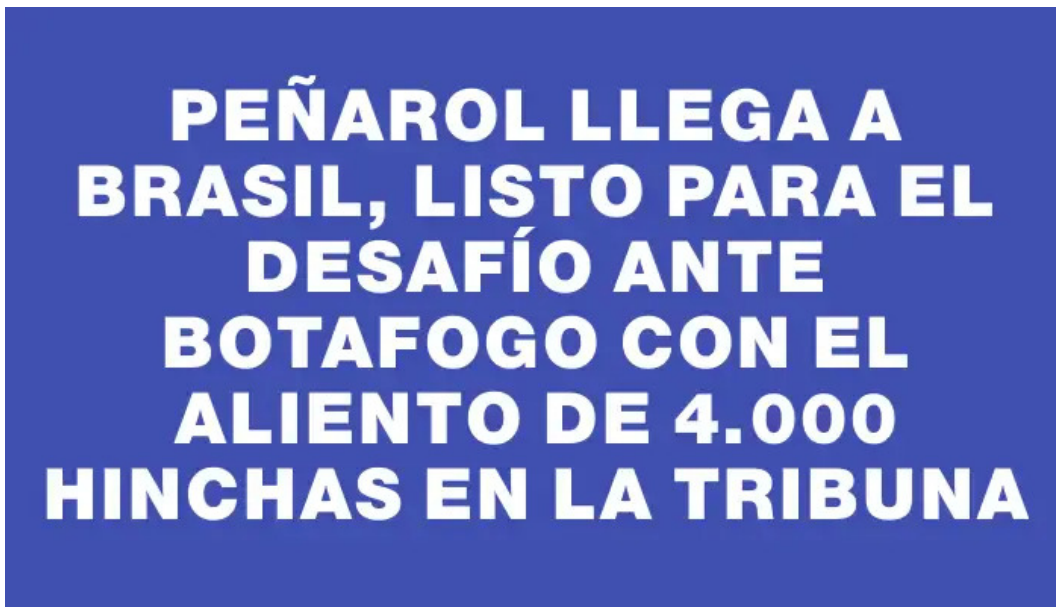 PEÑAROL LLEGA A
BRASIL, LISTO PARA EL
DESAFÍO ANTE
BOTAFOGO CON EL
ALIENTO DE 4.000
HINCHAS EN LA TRIBUNA